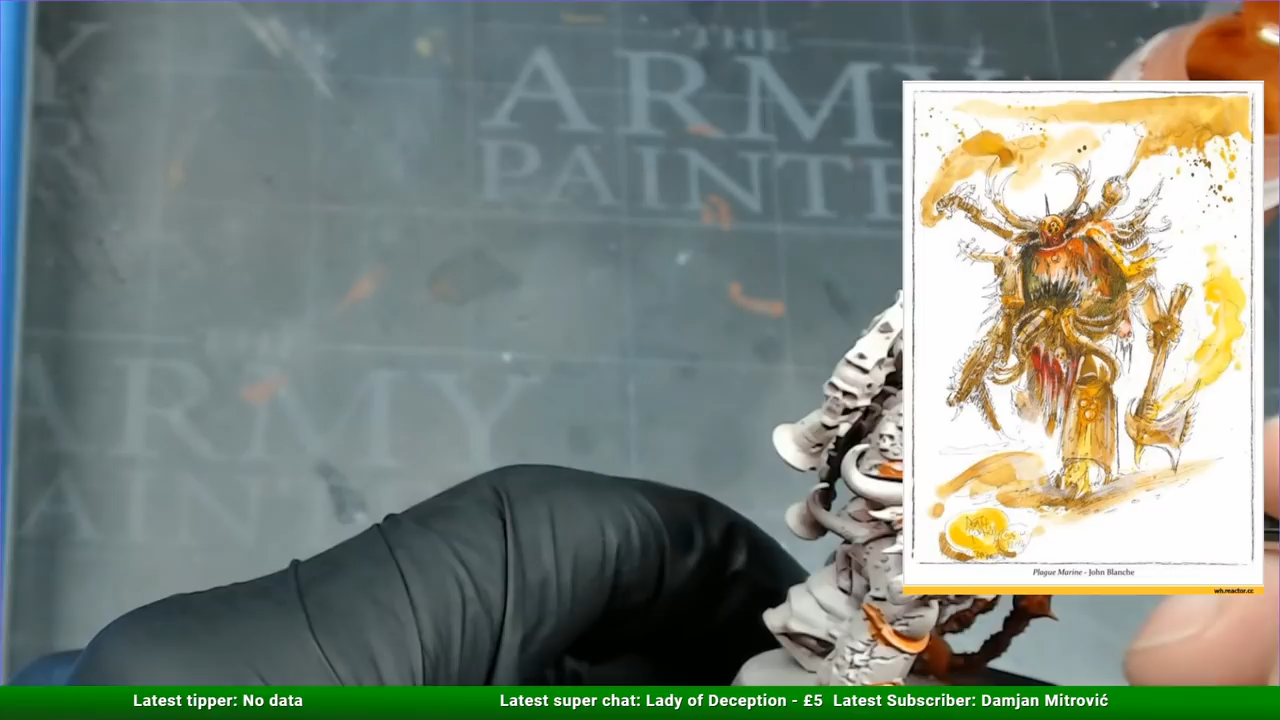 THE
ARMY
PAINTE
ARMY
Plague Marine - John Blanche
wh.reactor.cc
Latest tipper: No data
Latest super chat: Lady of Deception - £5
Latest Subscriber: Damjan Mitrović